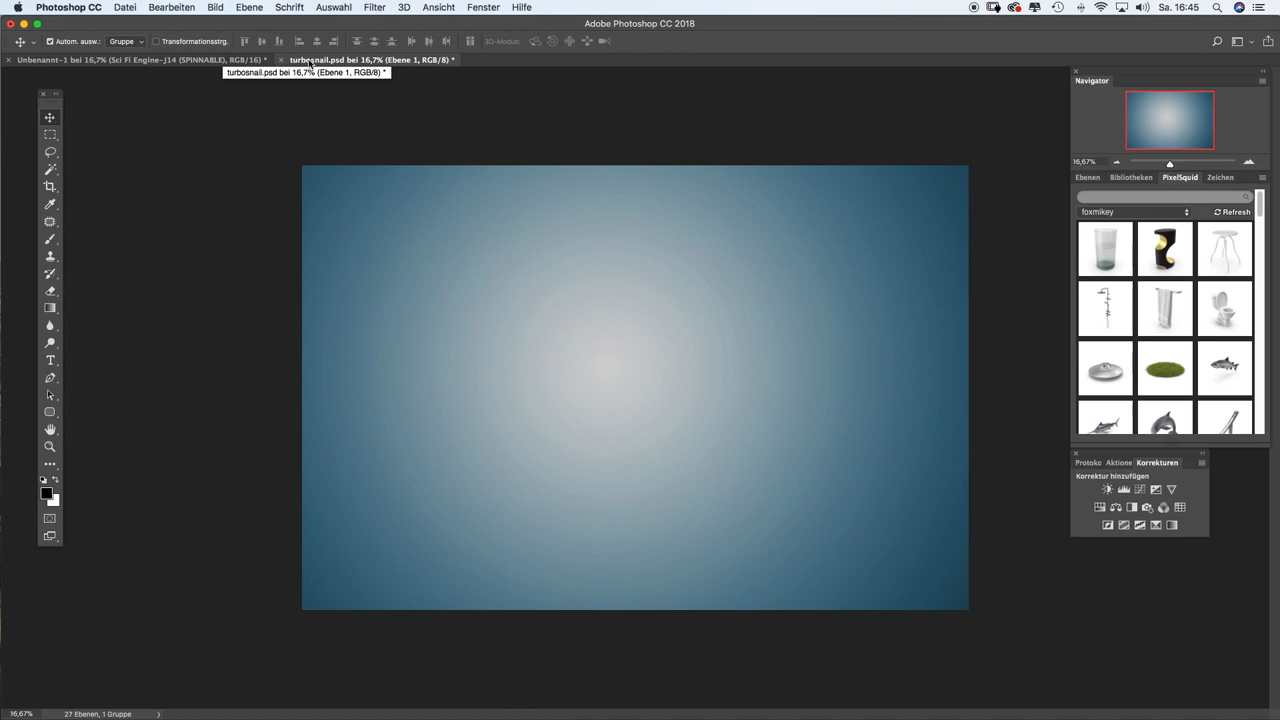 Photoshop CC Datei Bearbeiten Bild Ebene Schrift Auswahl Filter 3D Ansicht Fenster Hilfe Sa. 16:45
Adobe Photoshop CC 2018
Autom. ausw.: Gruppe Transformationsstrg. 3D-Modus:
Unbenannt-1 bei 16,7% (Sci Fi Engine-J14 (SPINNABLE), RGB/16) * turbosnail.psd bei 16,7% (Ebene 1, RGB/8) *
turbosnail.psd bei 16,7% (Ebene 1, RGB/8) *
Navigator
16,67%
Ebenen Bibliotheken PixelSquid Zeichen
foxmikey Refresh
Protoko Aktionen Korrekturen
Korrektur hinzufügen
16,67% 27 Ebenen, 1 Gruppe